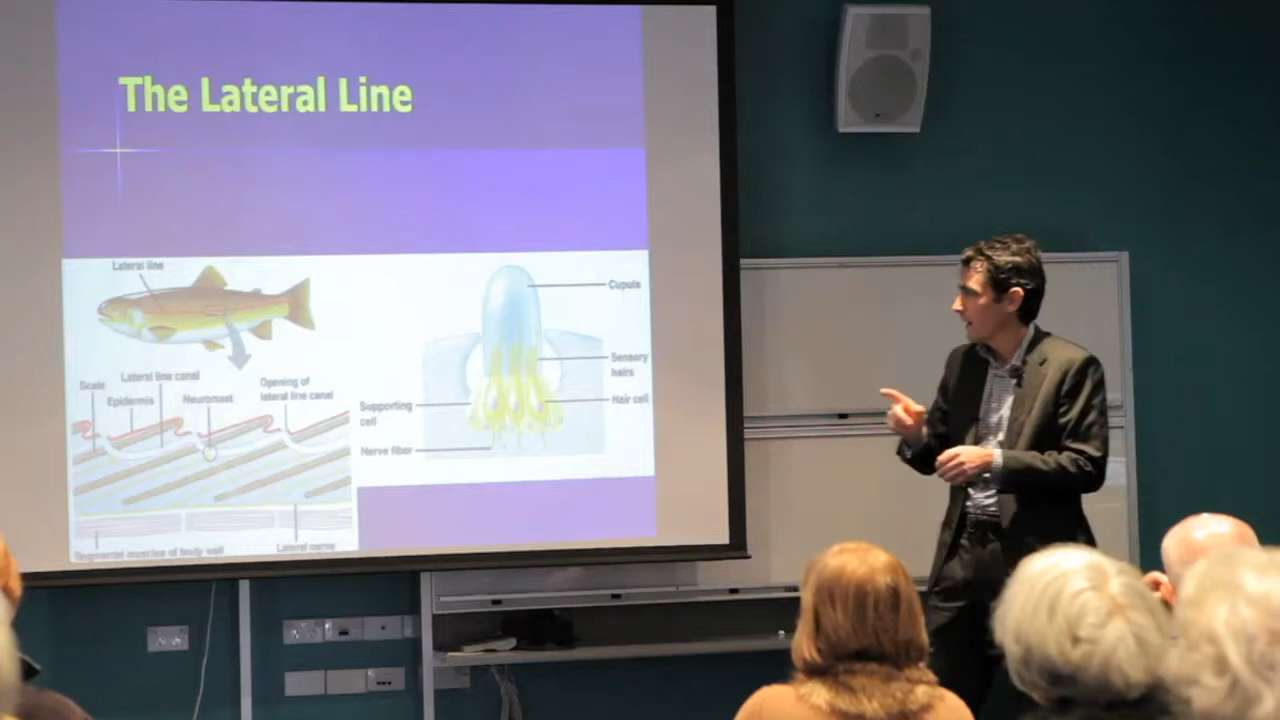 The Lateral Line
Lateral line
Scale
Lateral line canal
Epidermis
Neuromast
Opening of
lateral line canal
Segmental muscles of body wall
Lateral nerve
Cupula
Sensory
hairs
Hair cell
Supporting
cell
Nerve fiber